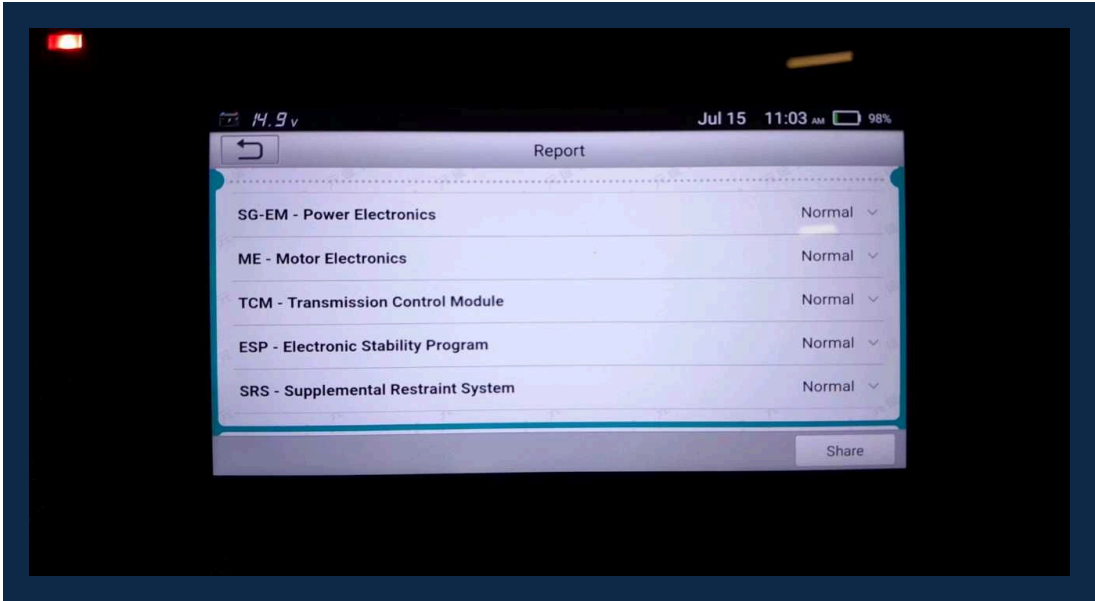 14.9 v Jul 15 11:03 AM 98%
Report
SG-EM - Power Electronics Normal
ME - Motor Electronics Normal
TCM - Transmission Control Module Normal
ESP - Electronic Stability Program Normal
SRS - Supplemental Restraint System Normal
Share